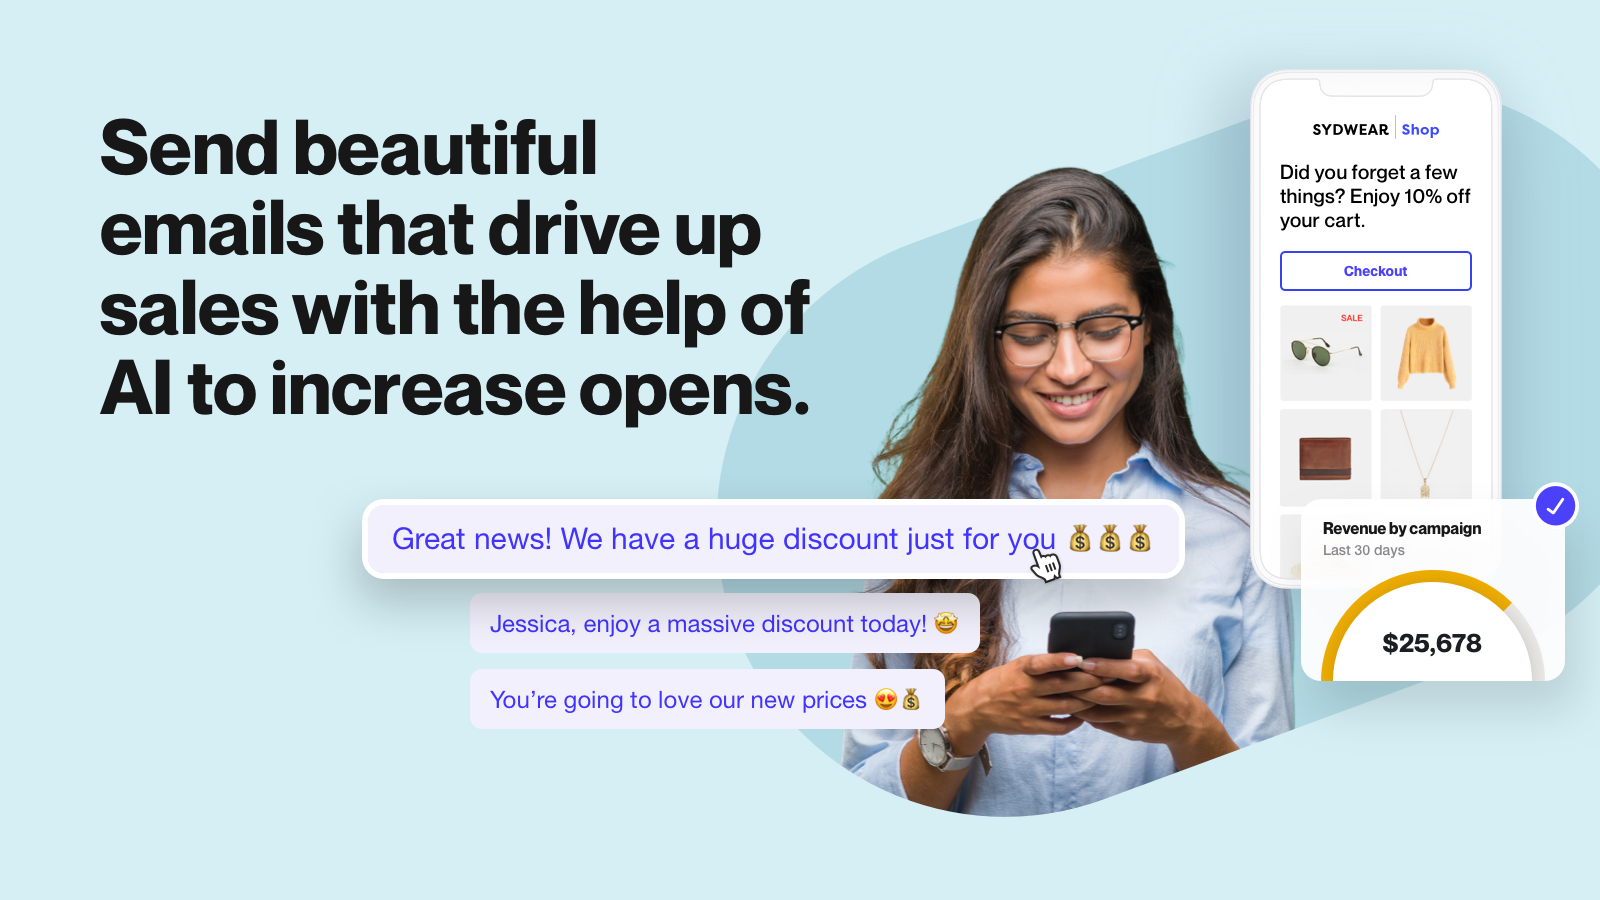 Send beautiful
emails that drive up
sales with the help of
AI to increase opens.
Great news! We have a huge discount just for you 💰💰💰
Jessica, enjoy a massive discount today! 🤩
You’re going to love our new prices 😍💰
SYDWEAR | Shop
Did you forget a few
things? Enjoy 10% off
your cart.
Checkout
SALE
Revenue by campaign
Last 30 days
$25,678